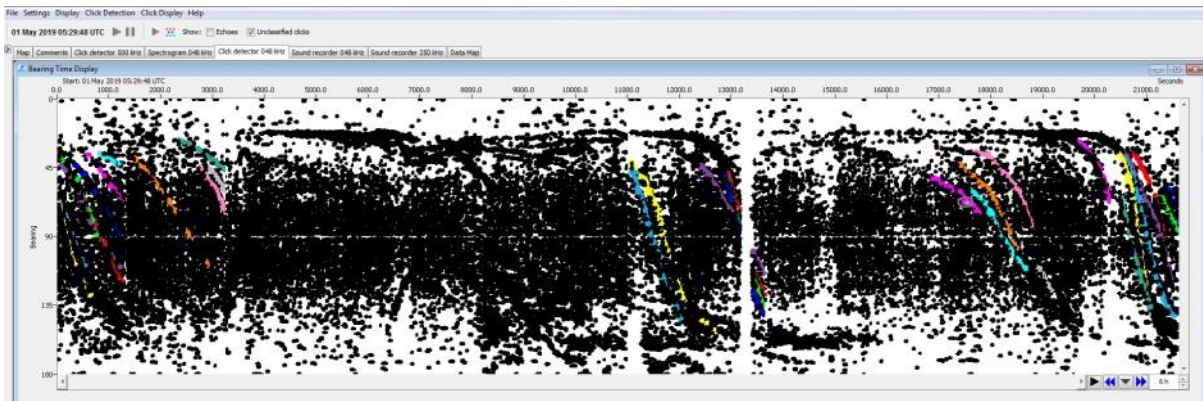 File Settings Display Click Detection Click Display Help
01 May 2019 05:29:48 UTC Show: Echoes Unclassified clicks
Map Comments Click detector 500 kHz Spectrogram 048 kHz Click detector 048 kHz Sound recorder 048 kHz Sound recorder 250 kHz Data Map
Bearing Time Display
Start: 01 May 2019 05:29:48 UTC Seconds
0.0 1000.0 2000.0 3000.0 4000.0 5000.0 6000.0 7000.0 8000.0 9000.0 10000.0 11000.0 12000.0 13000.0 14000.0 15000.0 16000.0 17000.0 18000.0 19000.0 20000.0 21000.0
0
45
90
135
180
Bearing
6 h